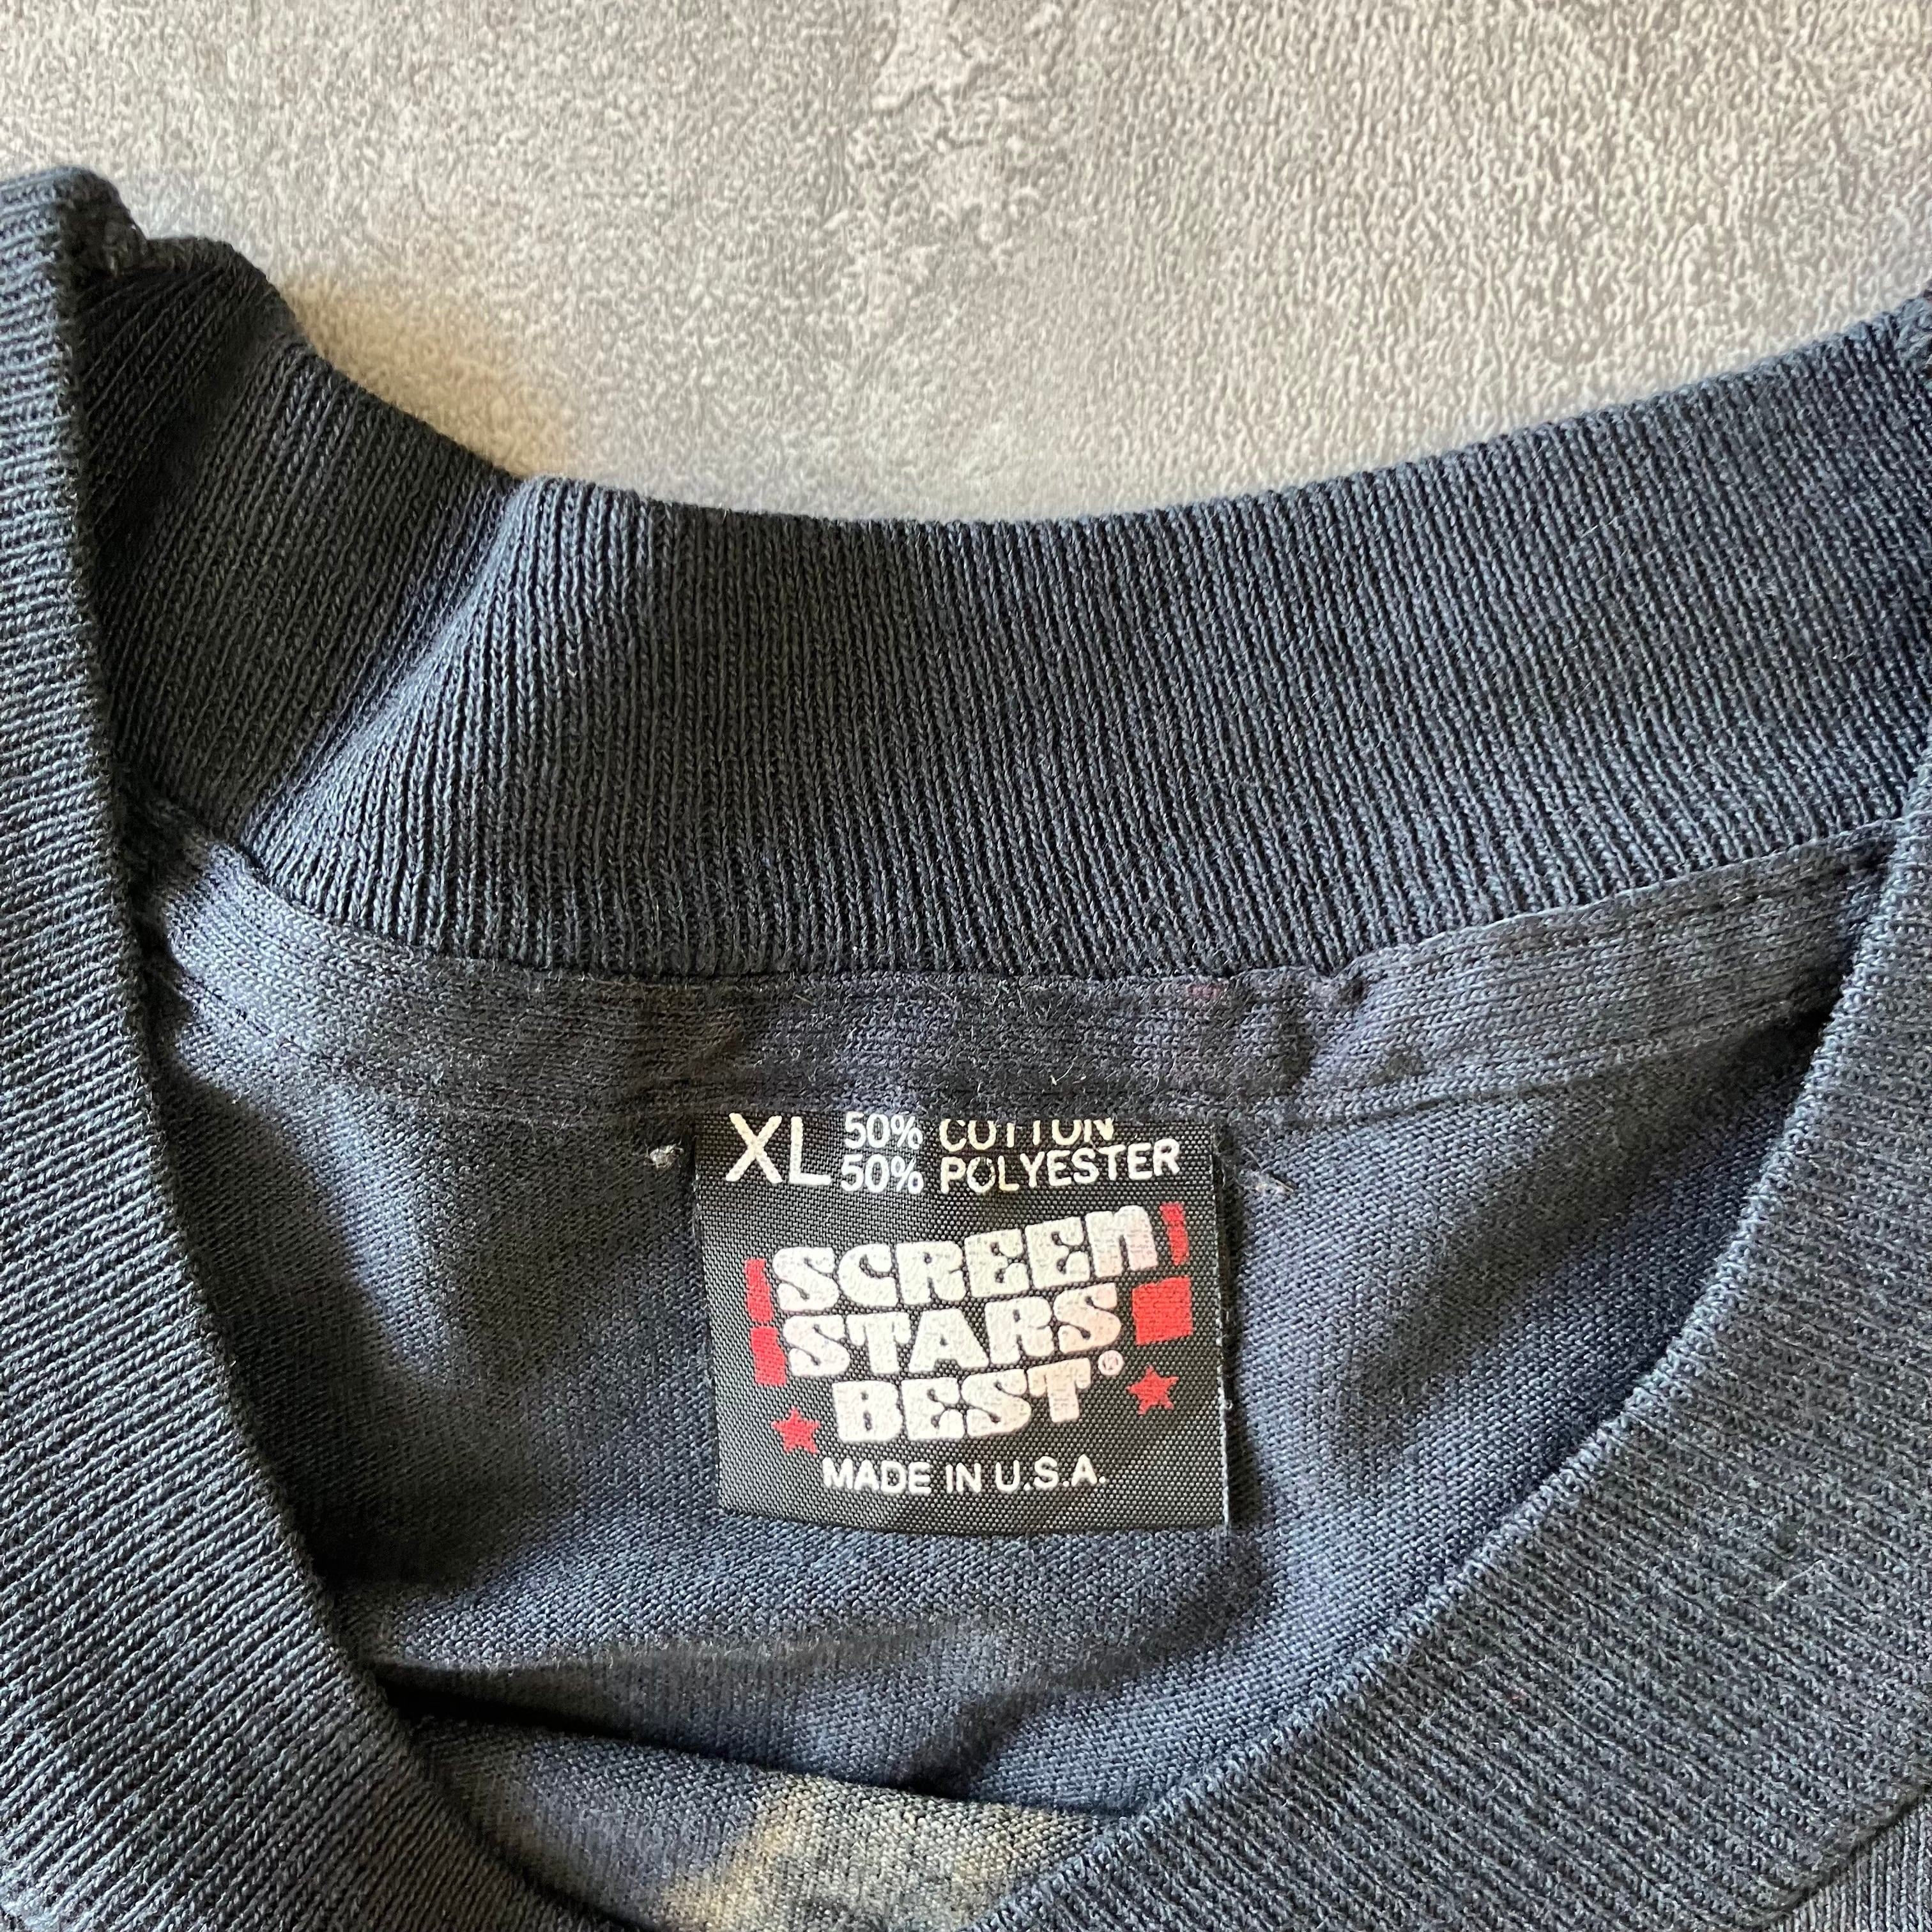 XL 50% COTTON
50% POLYESTER
SCREEN
STARS
BEST®
MADE IN U.S.A.